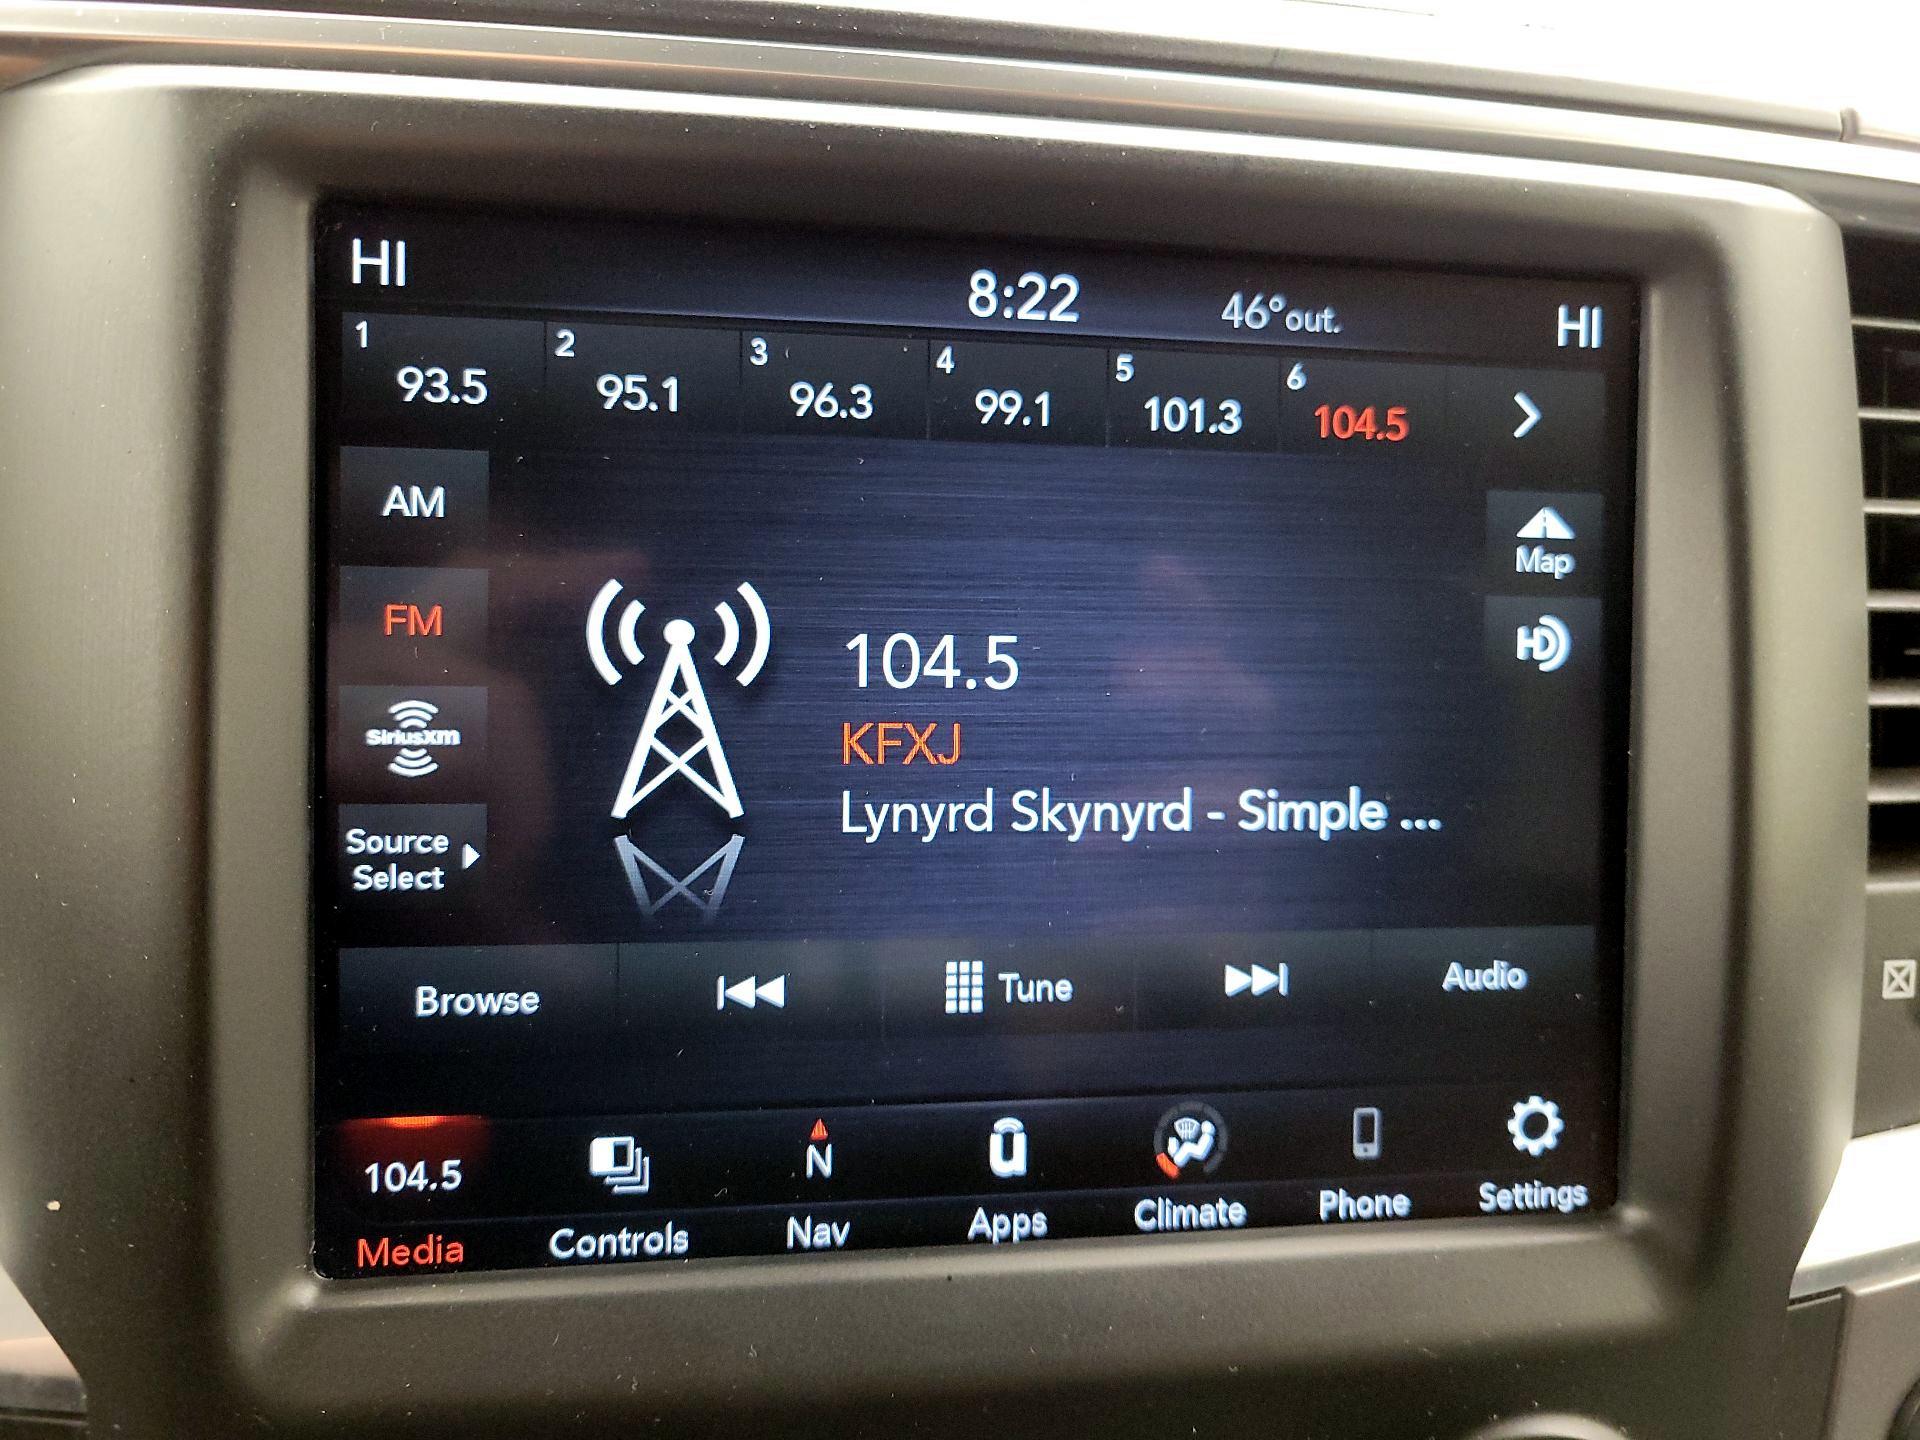 HI 8:22 46°out. HI
1 2 3 4 5 6
93.5 95.1 96.3 99.1 101.3 104.5
AM
Map
FM
HD
104.5
KFXJ
SiriusXM
Lynyrd Skynyrd - Simple ...
Source
Select
Browse Tune Audio
104.5 N
Media Controls Nav Apps Climate Phone Settings